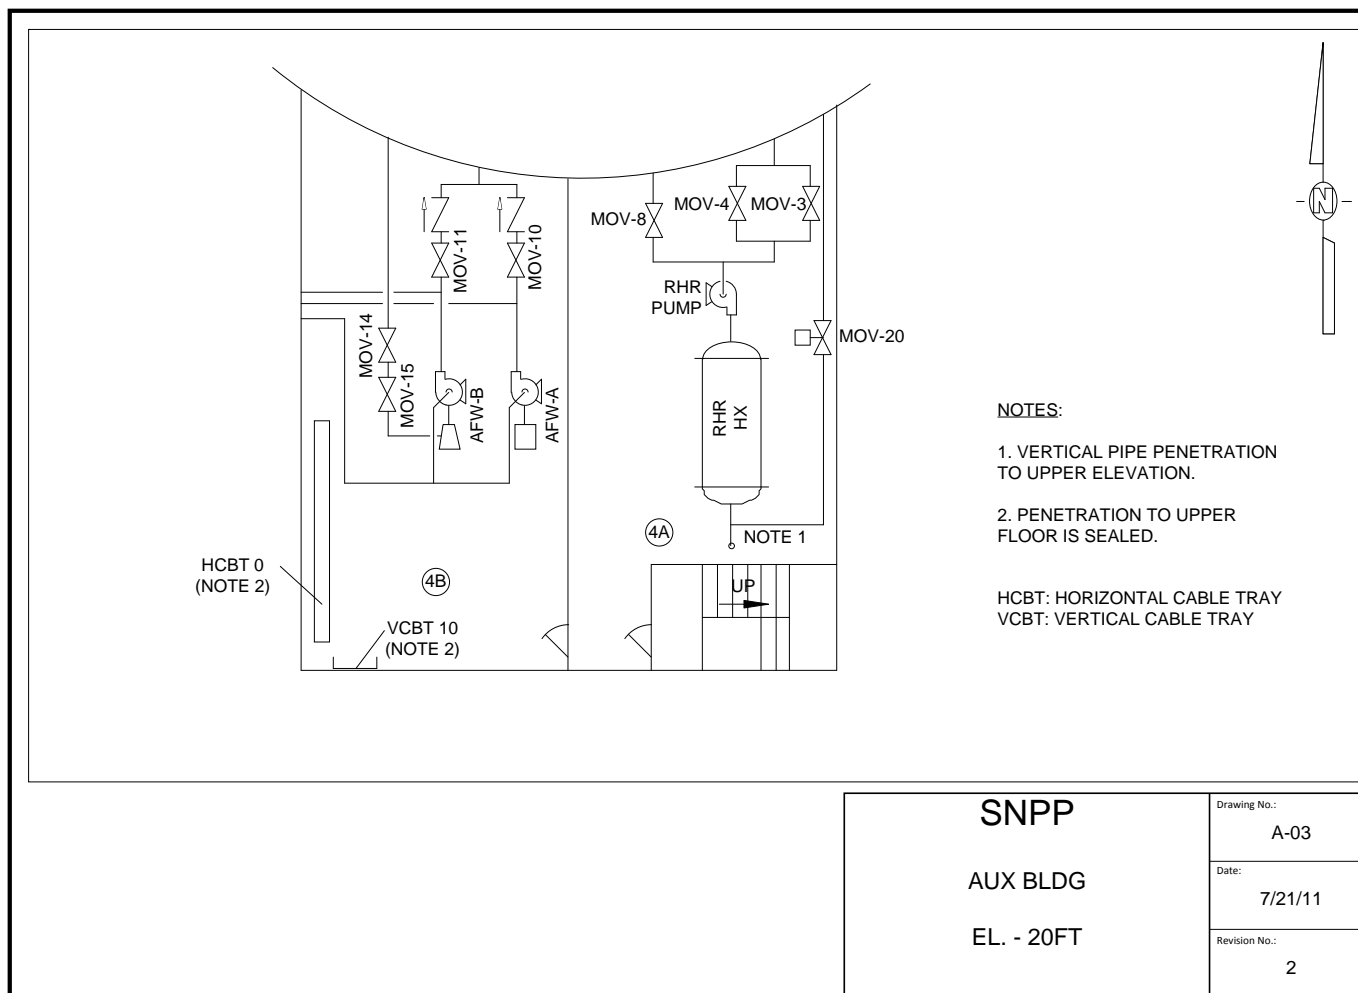 MOV-11
MOV-10
MOV-8
MOV-4
MOV-3
RHR
PUMP
MOV-14
MOV-15
AFW-B
AFW-A
MOV-20
RHR
HX
N
NOTES:
1. VERTICAL PIPE PENETRATION
TO UPPER ELEVATION.
2. PENETRATION TO UPPER
FLOOR IS SEALED.
HCBT: HORIZONTAL CABLE TRAY
VCBT: VERTICAL CABLE TRAY
4A
NOTE 1
HCBT 0
(NOTE 2)
4B
UP
VCBT 10
(NOTE 2)
SNPP
AUX BLDG
EL. - 20FT
Drawing No.:
A-03
Date:
7/21/11
Revision No.:
2